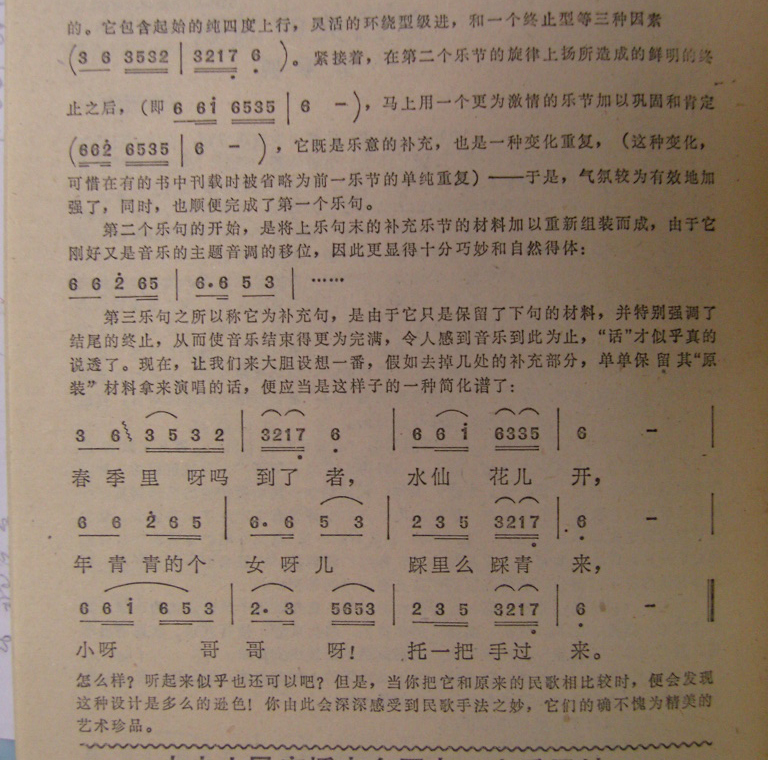 的。它包含起始的纯四度上行，灵活的环绕型级进，和一个终止型等三种因素
(3 6 3532 | 3217 6 )。紧接着，在第二个乐节的旋律上扬所造成的鲜明的终
止之后，(即 6 6i 6535 | 6 － )，马上用一个更为激情的乐节加以巩固和肯定
(662 6535 | 6 － )，它既是乐意的补充，也是一种变化重复，(这种变化，
可惜在有的书中刊载时被省略为前一乐节的单纯重复)——于是，气氛较为有效地加
强了，同时，也顺便完成了第一个乐句。
第二个乐句的开始，是将上乐句末的补充乐节的材料加以重新组装而成，由于它
刚好又是音乐的主题音调的移位，因此更显得十分巧妙和自然得体：
6 6 2 65 | 6.6 5 3 | ……
第三乐句之所以称它为补充句，是由于它只是保留了下句的材料，并特别强调了
结尾的终止，从而使音乐结束得更为完满，令人感到音乐到此为止，“话”才似乎真的
说透了。现在，让我们来大胆设想一番，假如去掉几处的补充部分，单单保留其“原
装”材料拿来演唱的话，便应当是这样子的一种简化谱了：
3 6 3 5 3 2 | 3217 6 | 6 6 i 6335 | 6 － |
春 季 里 呀吗 到了 者， 水仙 花儿 开，
6 6 2 6 5 | 6. 6 5 3 | 2 3 5 3217 | 6 － |
年 青 青的个 女 呀 儿 踩里么 踩青 来，
6 6 i 6 5 3 | 2. 3 5653 | 2 3 5 3217 | 6 － ‖
小呀 哥 哥 呀！ 托一把 手过 来。
怎么样？听起来似乎也还可以吧？但是，当你把它和原来的民歌相比较时，便会发现
这种设计是多么的逊色！你由此会深深感受到民歌手法之妙，它们的确不愧为精美的
艺术珍品。